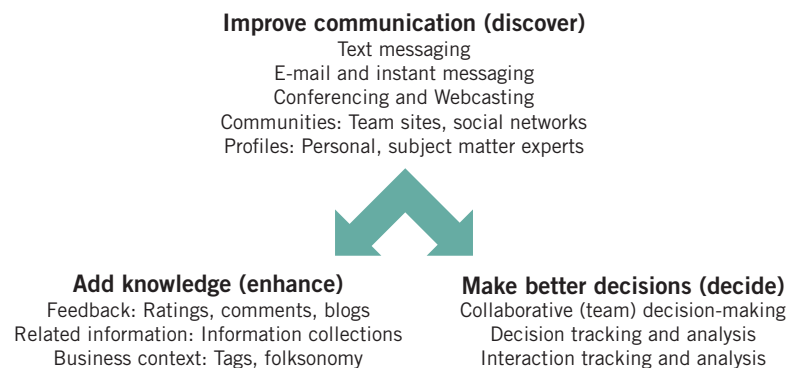 Improve communication (discover)
Text messaging
E-mail and instant messaging
Conferencing and Webcasting
Communities: Team sites, social networks
Profiles: Personal, subject matter experts
Add knowledge (enhance)
Feedback: Ratings, comments, blogs
Related information: Information collections
Business context: Tags, folksonomy
Make better decisions (decide)
Collaborative (team) decision-making
Decision tracking and analysis
Interaction tracking and analysis